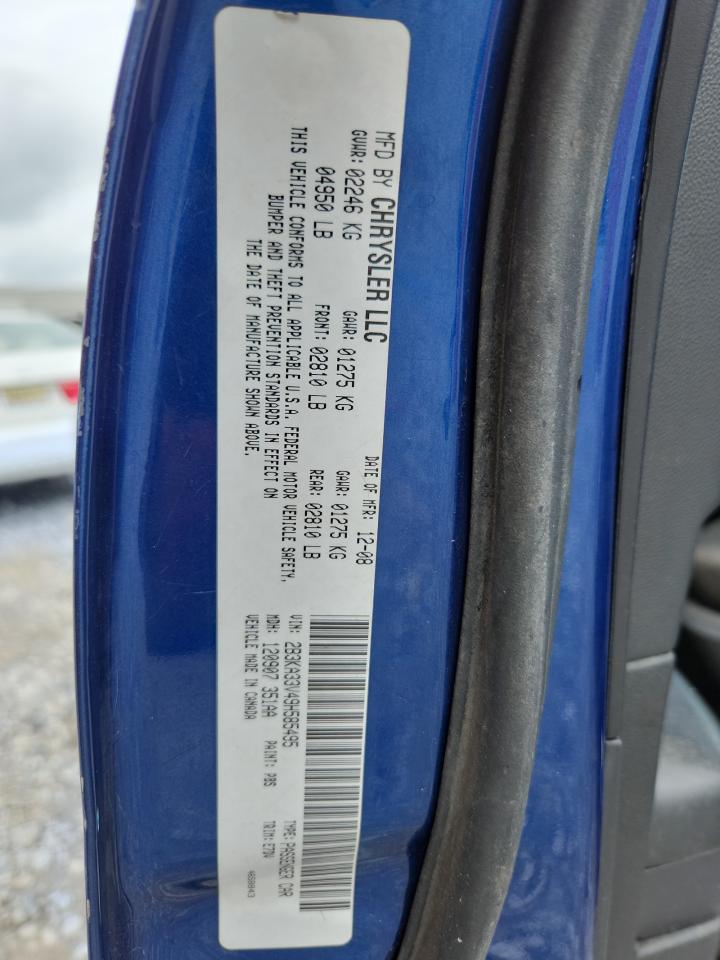 MFD BY CHRYSLER LLC
DATE OF MFR: 12-08
GVWR: 02246 KG
GAWR: 01275 KG
GAWR: 01275 KG
04950 LB
FRONT: 02810 LB
REAR: 02810 LB
THIS VEHICLE CONFORMS TO ALL APPLICABLE U.S.A. FEDERAL MOTOR VEHICLE SAFETY,
BUMPER AND THEFT PREVENTION STANDARDS IN EFFECT ON
THE DATE OF MANUFACTURE SHOWN ABOVE.
VIN: 2B3KA33V49H585495
TYPE: PASSENGER CAR
MDH: 120907 351AA
PAINT: PBS
TRIM:
VEHICLE MADE IN CANADA